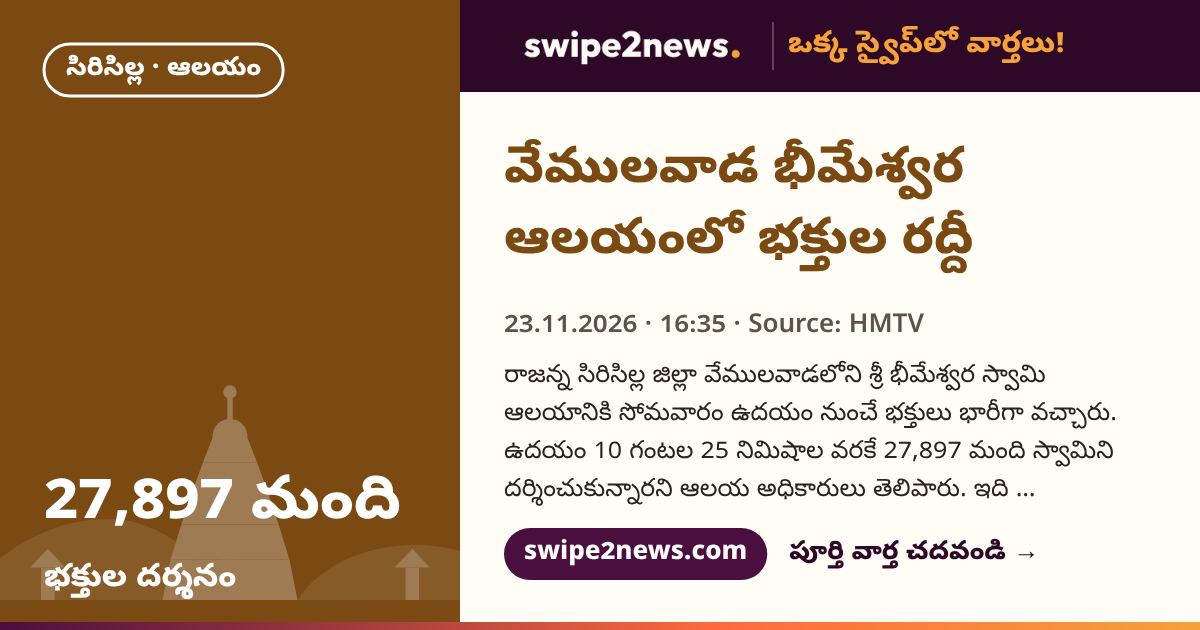 సిరిసిల్ల · ఆలయం
27,897 మంది
భక్తుల దర్శనం
swipe2news.
ఒక్క స్వైప్‌లో వార్తలు!
వేములవాడ భీమేశ్వర
ఆలయంలో భక్తుల రద్దీ
23.11.2026 · 16:35 · Source: HMTV
రాజన్న సిరిసిల్ల జిల్లా వేములవాడలోని శ్రీ భీమేశ్వర స్వామి
ఆలయానికి సోమవారం ఉదయం నుంచే భక్తులు భారీగా వచ్చారు.
ఉదయం 10 గంటల 25 నిమిషాల వరకే 27,897 మంది స్వామిని
దర్శించుకున్నారని ఆలయ అధికారులు తెలిపారు. ఇది ...
swipe2news.com
పూర్తి వార్త చదవండి →